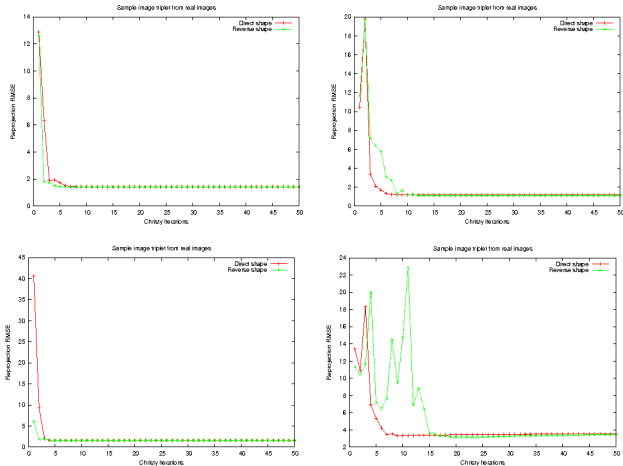 Sample image triplet from real images
14
12
10
8
6
4
2
0
0 5 10 15 20 25 30 35 40 45 50
Reprojection RMSE
Christy Iterations
Direct shape
Reverse shape
Sample image triplet from real images
20
18
16
14
12
10
8
6
4
2
0
0 5 10 15 20 25 30 35 40 45 50
Reprojection RMSE
Christy Iterations
Direct shape
Reverse shape
Sample image triplet from real images
45
40
35
30
25
20
15
10
5
0
0 5 10 15 20 25 30 35 40 45 50
Reprojection RMSE
Christy Iterations
Direct shape
Reverse shape
Sample image triplet from real images
24
22
20
18
16
14
12
10
8
6
4
2
0 5 10 15 20 25 30 35 40 45 50
Reprojection RMSE
Christy Iterations
Direct shape
Reverse shape